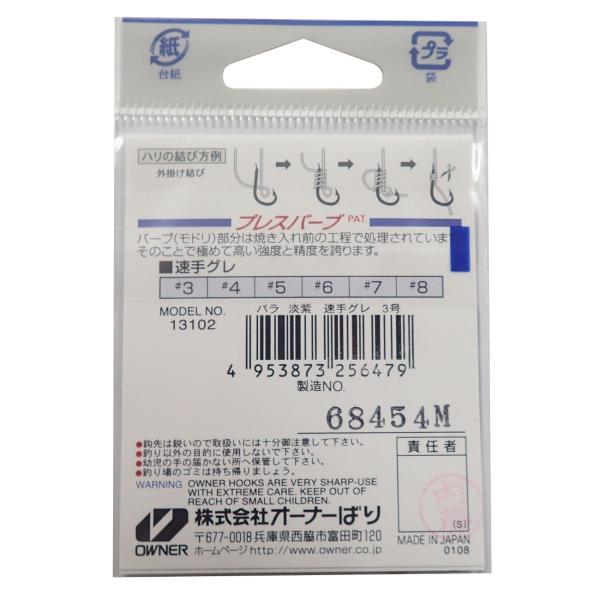 紙
台紙
プラ
袋
ハリの結び方例
外掛け結び
プレスバーブ PAT.
バーブ(モドリ)部分は焼き入れ前の工程で処理されています
そのことで極めて高い強度と精度を誇ります。
■速手グレ
#3 #4 #5 #6 #7 #8
MODEL NO.
13102
バラ 淡紫 速手グレ 3号
4 953873 256479
製造NO.
68454M
●鈎先は鋭いので取扱いには十分御注意して下さい。
●釣り以外の目的に使用しないで下さい。
●幼児の手の届かない所へ保管して下さい。
●釣り場のゴミは持ち帰りましょう。
WARNING OWNER HOOKS ARE VERY SHARP-USE
WITH EXTREME CARE. KEEP OUT OF
REACH OF SMALL CHILDREN.
責任者
(S)
MADE IN JAPAN
0108
OWNER
株式会社オーナーばり
〒677-0018兵庫県西脇市富田町120
ホームページhttp://www.owner.co.jp